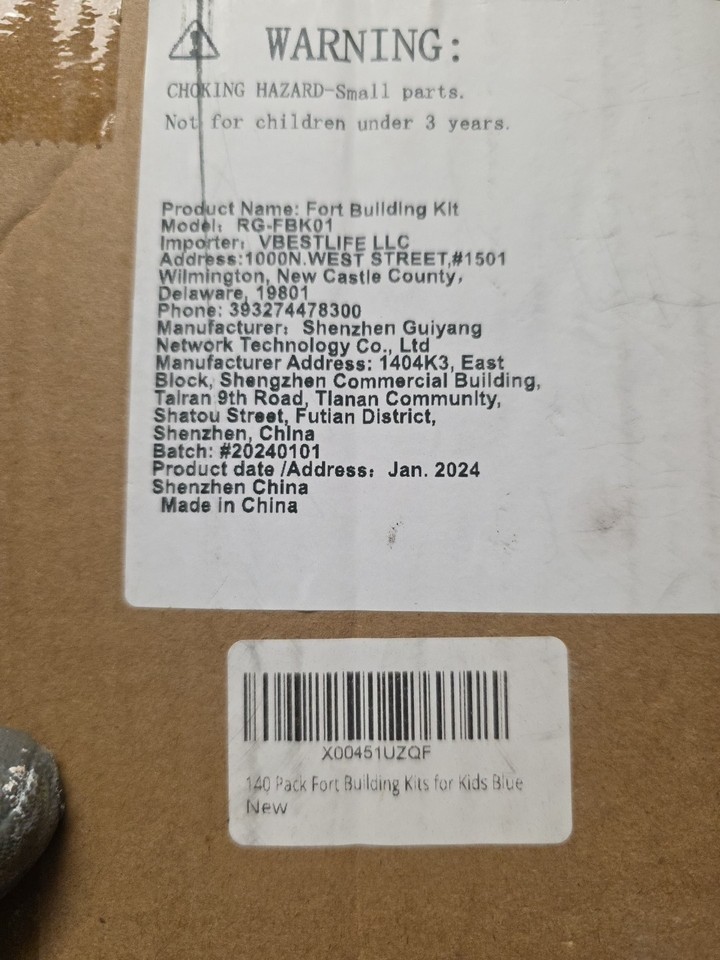 WARNING:
CHOKING HAZARD-Small parts.
Not for children under 3 years.
Product Name: Fort Building Kit
Model: RG-FBK01
Importer: VBESTLIFE LLC
Address:1000N.WEST STREET,#1501
Wilmington, New Castle County,
Delaware, 19801
Phone: 393274478300
Manufacturer: Shenzhen Guiyang
Network Technology Co., Ltd
Manufacturer Address: 1404K3, East
Block, Shengzhen Commercial Building,
Tairan 9th Road, Tianan Community,
Shatou Street, Futian District,
Shenzhen, China
Batch: #20240101
Product date /Address: Jan. 2024
Shenzhen China
Made in China
X00451UZQF
140 Pack Fort Building Kits for Kids Blue
New